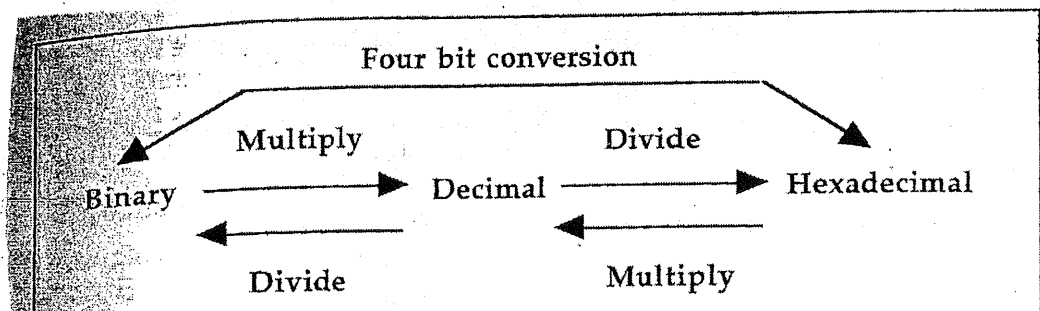 Four bit conversion
Multiply Divide
Binary Decimal Hexadecimal
Divide Multiply